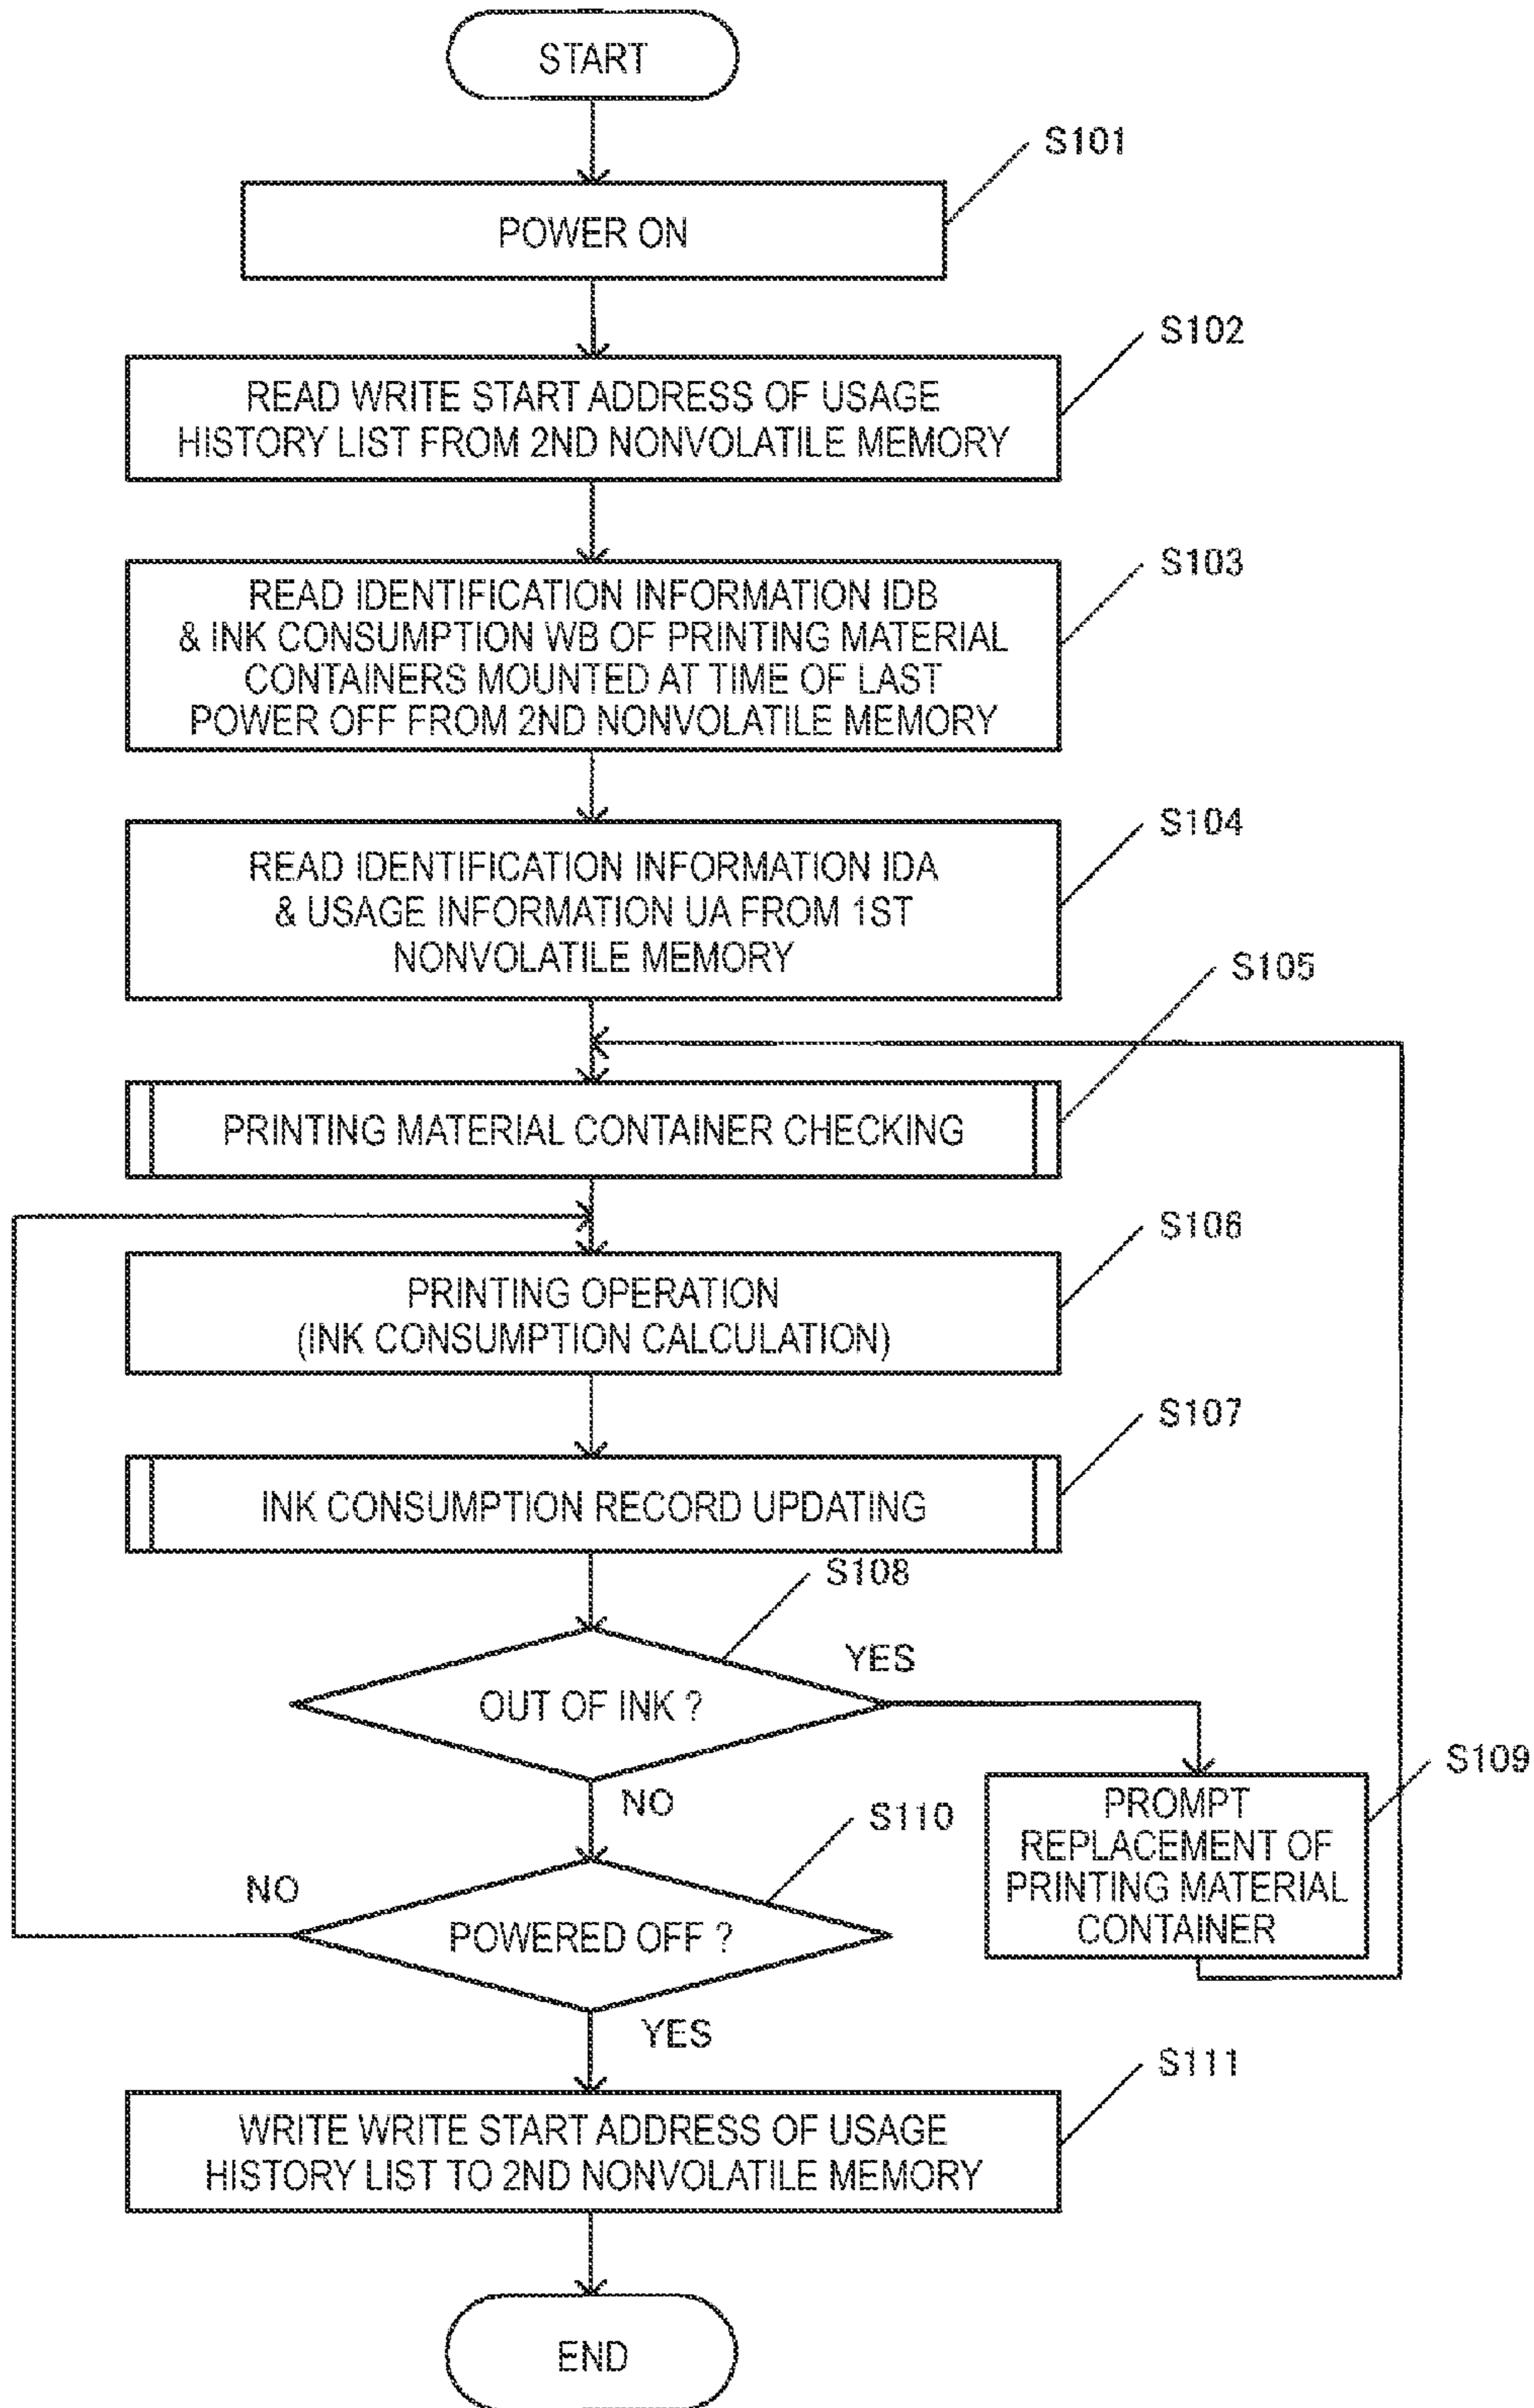 START
S101
POWER ON
S102
READ WRITE START ADDRESS OF USAGE
HISTORY LIST FROM 2ND NONVOLATILE MEMORY
S103
READ IDENTIFICATION INFORMATION IDB
& INK CONSUMPTION WB OF PRINTING MATERIAL
CONTAINERS MOUNTED AT TIME OF LAST
POWER OFF FROM 2ND NONVOLATILE MEMORY
S104
READ IDENTIFICATION INFORMATION IDA
& USAGE INFORMATION UA FROM 1ST
NONVOLATILE MEMORY
S105
PRINTING MATERIAL CONTAINER CHECKING
S106
PRINTING OPERATION
(INK CONSUMPTION CALCULATION)
S107
INK CONSUMPTION RECORD UPDATING
S108
YES
OUT OF INK ?
NO
S109
PROMPT
REPLACEMENT OF
PRINTING MATERIAL
CONTAINER
S110
NO
POWERED OFF ?
YES
S111
WRITE WRITE START ADDRESS OF USAGE
HISTORY LIST TO 2ND NONVOLATILE MEMORY
END